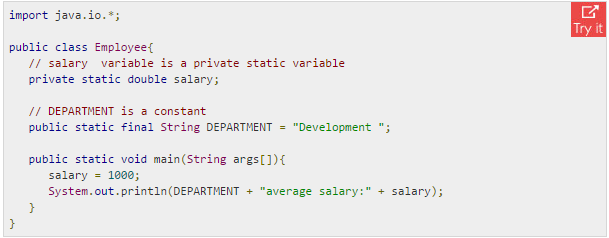 import java.io.*;
Try it
public class Employee{
   // salary  variable is a private static variable
   private static double salary;

   // DEPARTMENT is a constant
   public static final String DEPARTMENT = "Development ";

   public static void main(String args[]){
      salary = 1000;
      System.out.println(DEPARTMENT + "average salary:" + salary);
   }
}